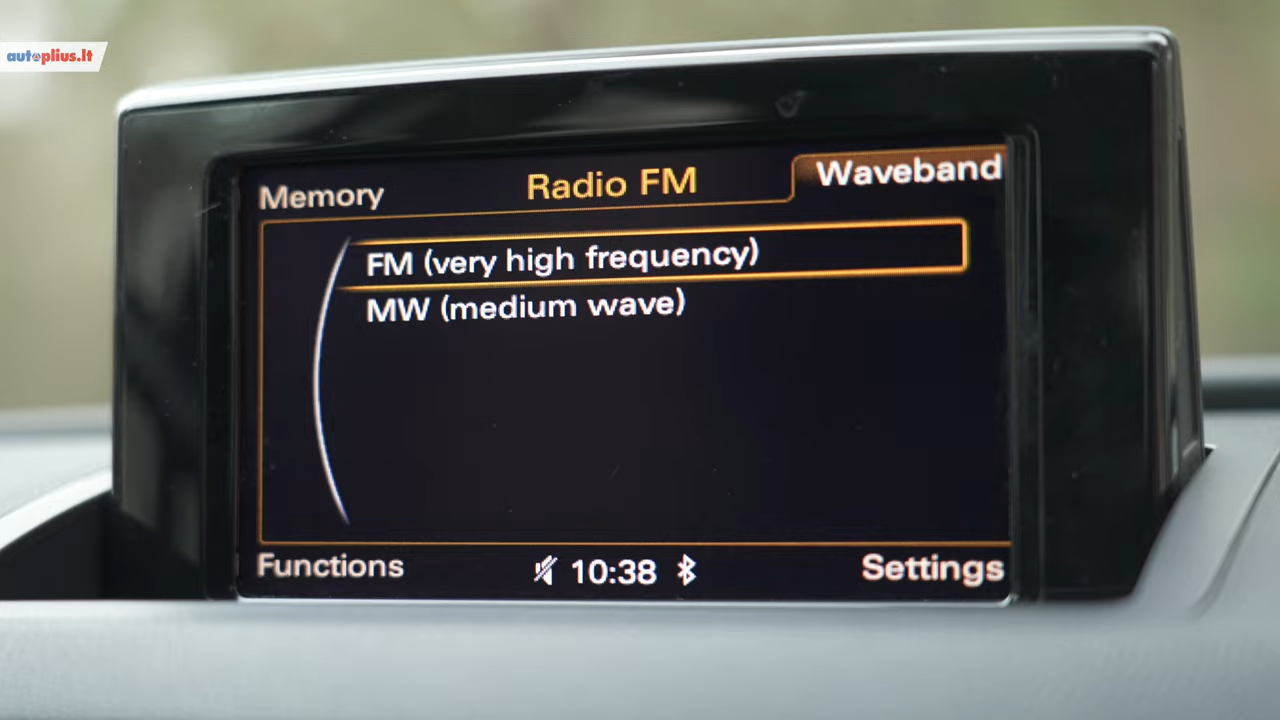 autoplius.lt
Memory
Radio FM
Waveband
FM (very high frequency)
MW (medium wave)
Functions
10:38
Settings